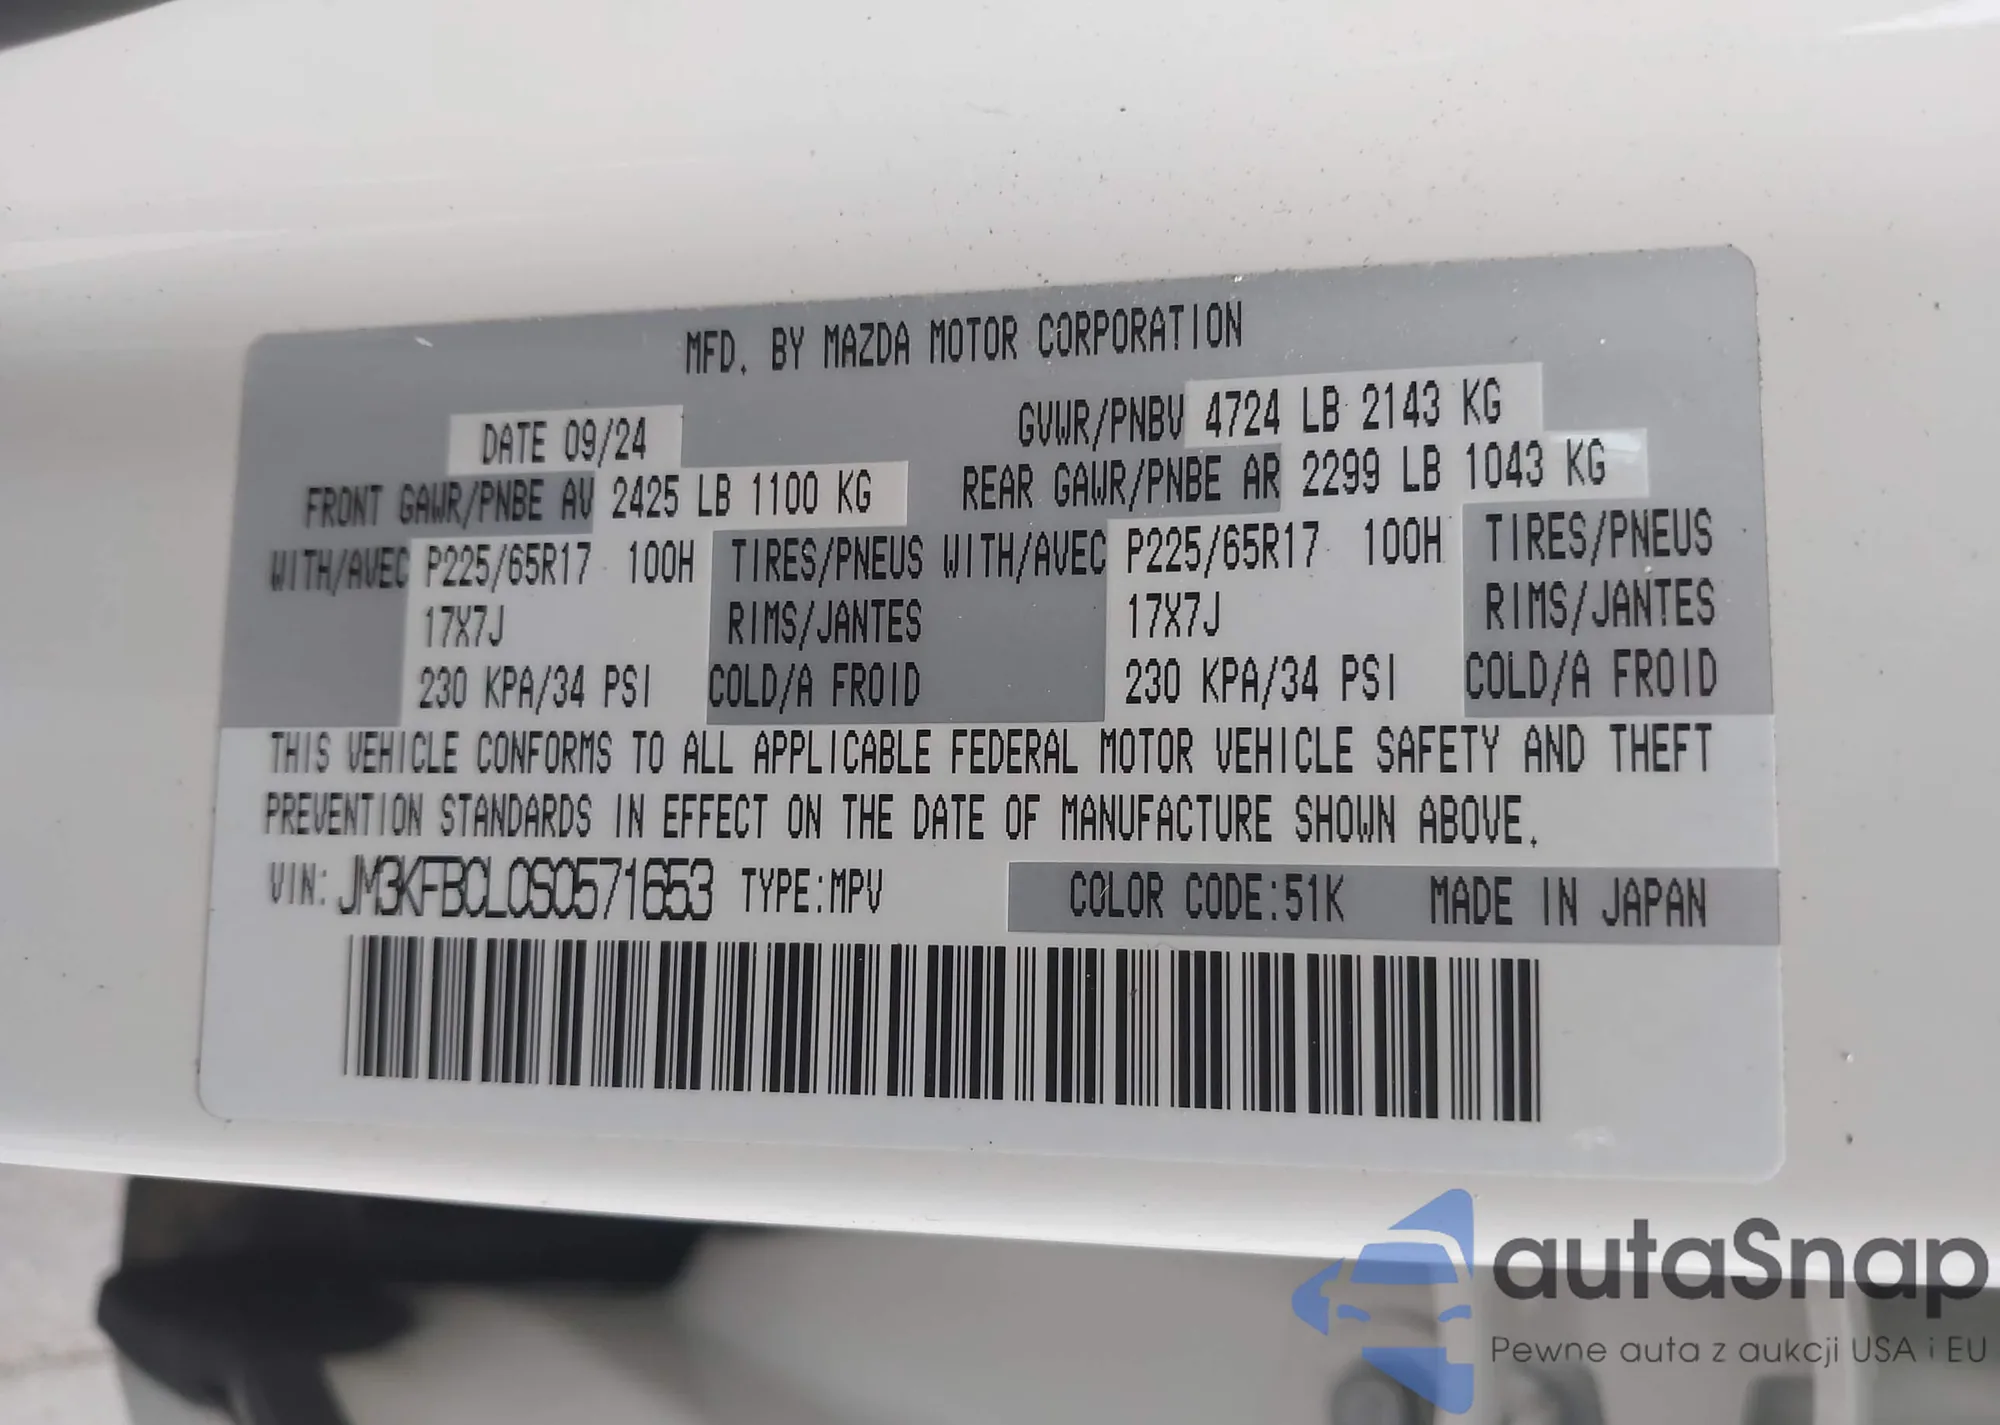 MFD. BY MAZDA MOTOR CORPORATION
DATE 09/24 GVWR/PNBV 4724 LB 2143 KG
FRONT GAWR/PNBE AV 2425 LB 1100 KG REAR GAWR/PNBE AR 2299 LB 1043 KG
WITH/AVEC P225/65R17 100H TIRES/PNEUS WITH/AVEC P225/65R17 100H TIRES/PNEUS
17X7J RIMS/JANTES 17X7J RIMS/JANTES
230 KPA/34 PSI COLD/A FROID 230 KPA/34 PSI COLD/A FROID
THIS VEHICLE CONFORMS TO ALL APPLICABLE FEDERAL MOTOR VEHICLE SAFETY AND THEFT
PREVENTION STANDARDS IN EFFECT ON THE DATE OF MANUFACTURE SHOWN ABOVE.
VIN: JM3KFBCL0S0571653 TYPE:MPV COLOR CODE:51K MADE IN JAPAN
autaSnap
Pewne auta z aukcji USA i EU